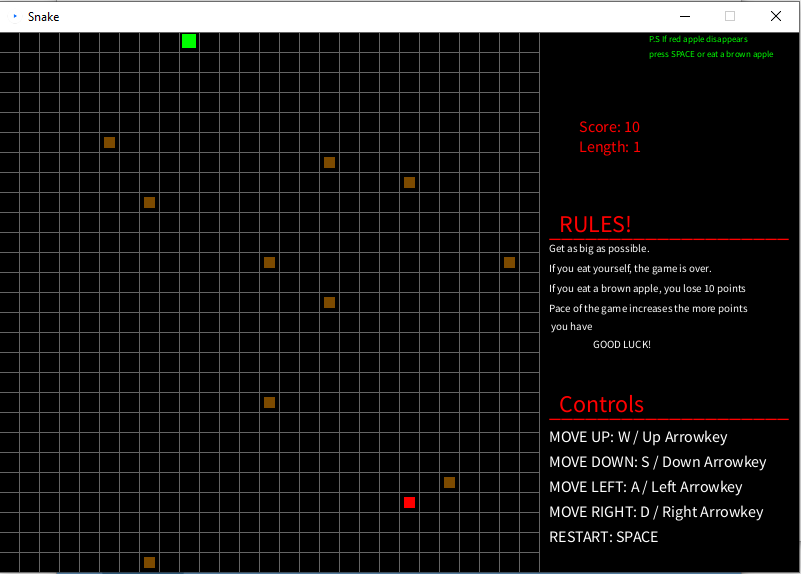 Snake
P.S If red apple disappears
press SPACE or eat a brown apple
Score: 10
Length: 1
RULES!
Get as big as possible.
If you eat yourself, the game is over.
If you eat a brown apple, you lose 10 points
Pace of the game increases the more points
you have
GOOD LUCK!
Controls
MOVE UP: W / Up Arrowkey
MOVE DOWN: S / Down Arrowkey
MOVE LEFT: A / Left Arrowkey
MOVE RIGHT: D / Right Arrowkey
RESTART: SPACE